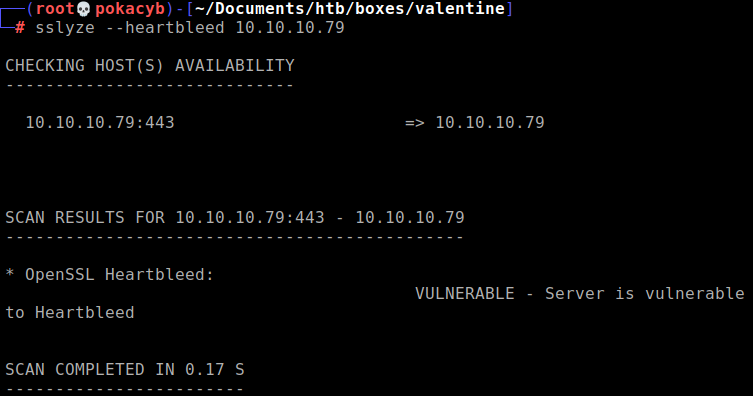 ┌──(root💀pokacyb)-[~/Documents/htb/boxes/valentine]
└─# sslyze --heartbleed 10.10.10.79
CHECKING HOST(S) AVAILABILITY
-----------------------------
10.10.10.79:443 => 10.10.10.79
SCAN RESULTS FOR 10.10.10.79:443 - 10.10.10.79
----------------------------------------------
* OpenSSL Heartbleed:
VULNERABLE - Server is vulnerable
to Heartbleed
SCAN COMPLETED IN 0.17 S
------------------------